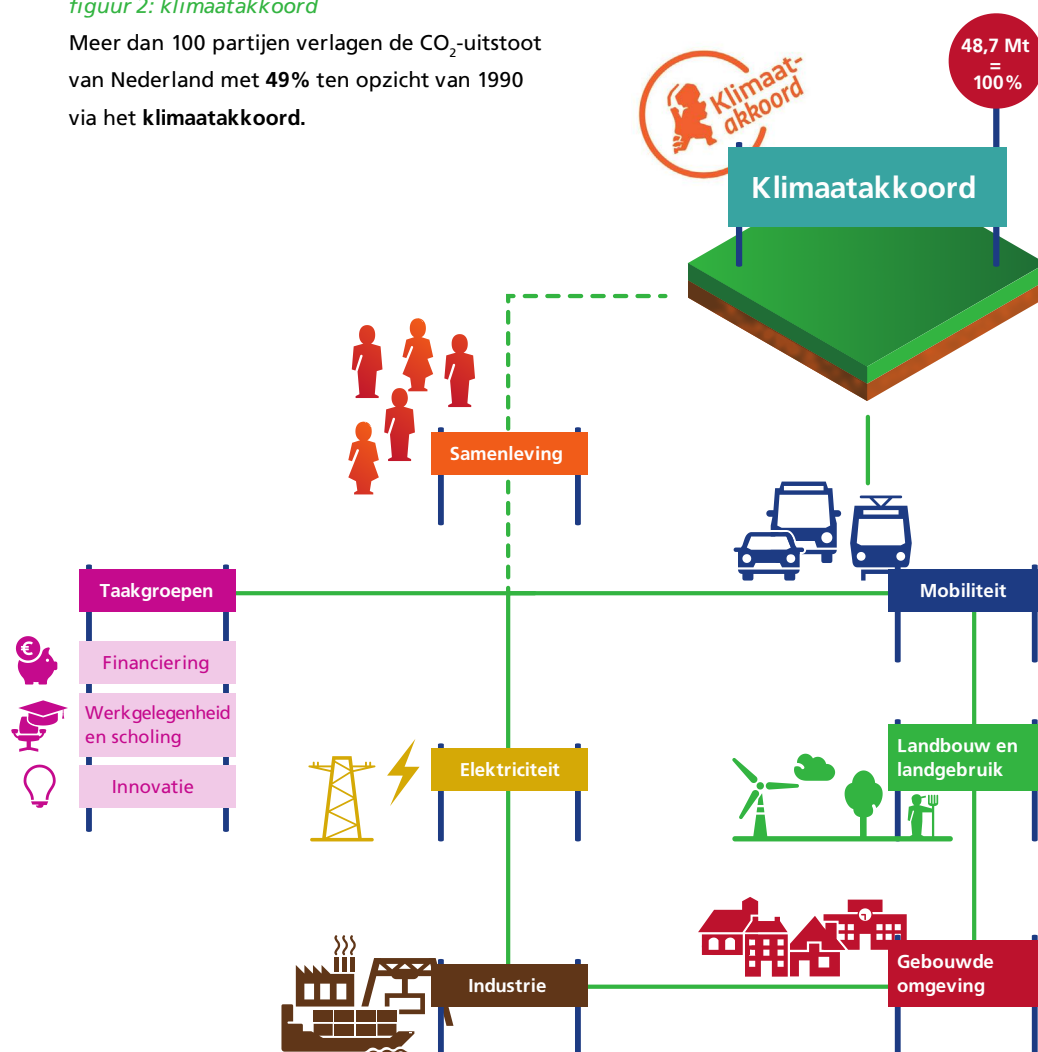 figuur 2: klimaatakkoord
Meer dan 100 partijen verlagen de CO₂-uitstoot
van Nederland met 49% ten opzicht van 1990
via het klimaatakkoord.
Klimaat-
akkoord
48,7 Mt
=
100%
Klimaatakkoord
Samenleving
Taakgroepen
Financiering
Werkgelegenheid
en scholing
Innovatie
Mobiliteit
€
Elektriciteit
Landbouw en
landgebruik
Industrie
Gebouwde
omgeving